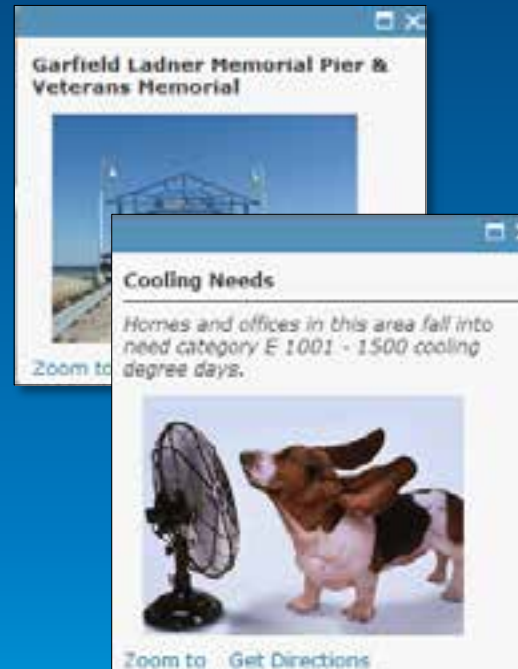 Garfield Ladner Memorial Pier &
Veterans Memorial
Zoom to
Cooling Needs
Homes and offices in this area fall into
need category E 1001 - 1500 cooling
degree days.
Zoom to Get Directions